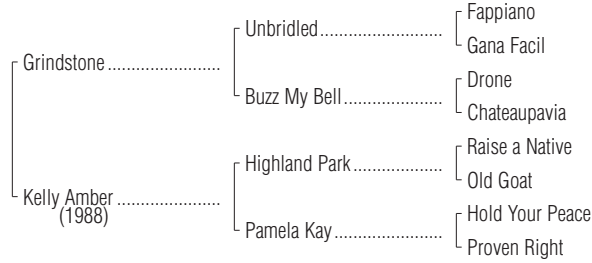 Fappiano
Unbridled
Gana Facil
Grindstone
Drone
Buzz My Bell
Chateaupavia
Raise a Native
Highland Park
Old Goat
Kelly Amber
(1988)
Hold Your Peace
Pamela Kay
Proven Right